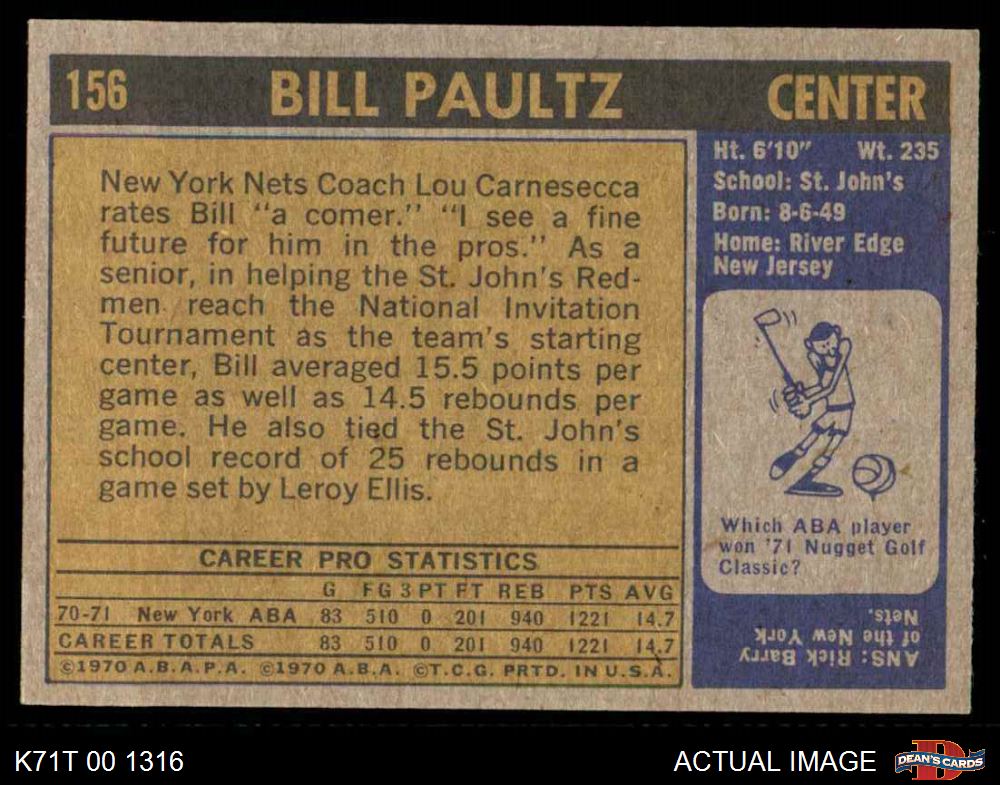 156 BILL PAULTZ CENTER
New York Nets Coach Lou Carnesecca
rates Bill "a comer." "I see a fine
future for him in the pros." As a
senior, in helping the St. John's Red-
men reach the National Invitation
Tournament as the team's starting
center, Bill averaged 15.5 points per
game as well as 14.5 rebounds per
game. He also tied the St. John's
school record of 25 rebounds in a
game set by Leroy Ellis.
CAREER PRO STATISTICS
G FG 3 PT FT REB PTS AVG
70-71 New York ABA 83 510 0 201 940 1221 14.7
CAREER TOTALS 83 510 0 201 940 1221 14.7
©1970 A.B.A.P.A. ©1970 A.B.A. ©T.C.G. PRTD. IN U.S.A.
Ht. 6'10" Wt. 235
School: St. John's
Born: 8-6-49
Home: River Edge
New Jersey
Which ABA player
won '71 Nugget Golf
Classic?
ANS: Rick Barry
of the New York
Nets.
K71T 00 1316 ACTUAL IMAGE DEAN'S CARDS